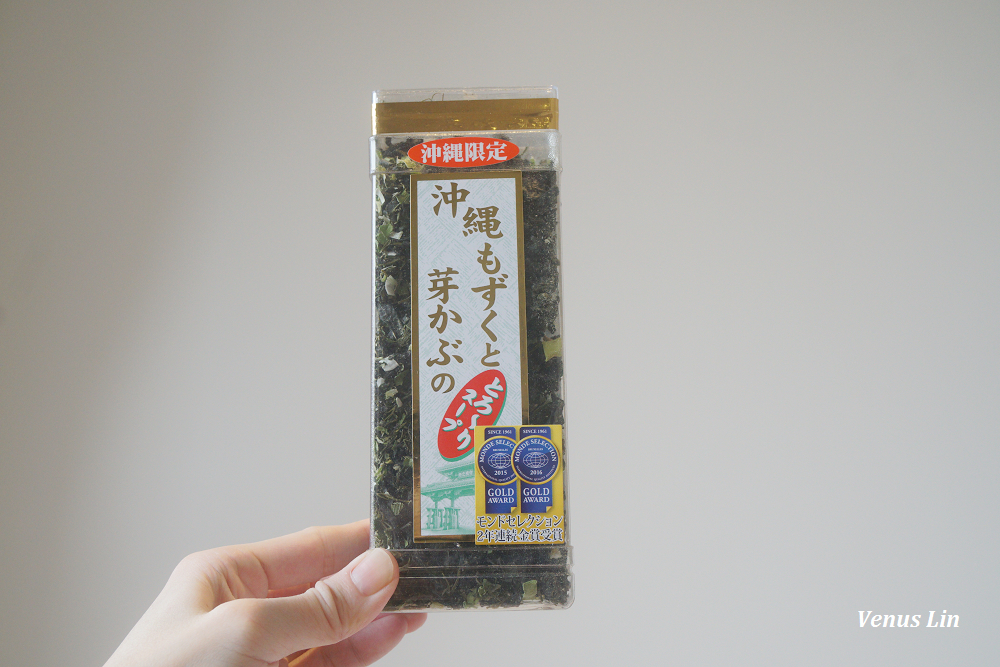 沖縄限定
沖縄もずくと
芽かぶの
とろーり
スープ
SINCE 1961
MONDE SELECTION
2015
GOLD
AWARD
SINCE 1961
MONDE SELECTION
2016
GOLD
AWARD
モンドセレクション
2年連続金賞受賞
Venus Lin